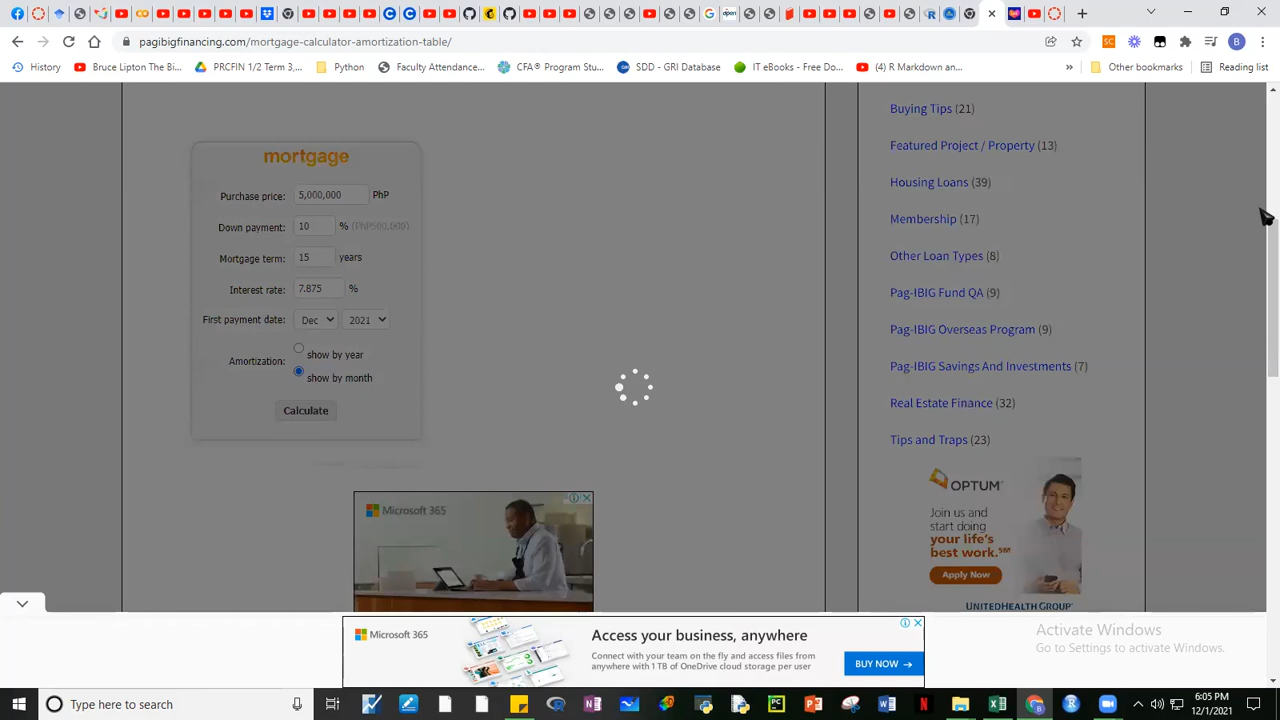 pagibigfinancing.com/mortgage-calculator-amortization-table/
B
History
Bruce Lipton The Bi...
PRCFIN 1/2 Term 3,...
Python
Faculty Attendance...
CFA® Program Stu...
SDD - GRI Database
IT eBooks - Free Do...
(4) R Markdown an...
»
Other bookmarks
Reading list
mortgage
Purchase price: 5,000,000 PhP
Down payment: 10 % (PHP500,000)
Mortgage term: 15 years
Interest rate: 7.875 %
First payment date: Dec 2021
Amortization: show by year
show by month
Calculate
Microsoft 365
Buying Tips (21)
Featured Project / Property (13)
Housing Loans (39)
Membership (17)
Other Loan Types (8)
Pag-IBIG Fund QA (9)
Pag-IBIG Overseas Program (9)
Pag-IBIG Savings And Investments (7)
Real Estate Finance (32)
Tips and Traps (23)
OPTUM
Join us and
start doing
your life's
best work.℠
Apply Now
UNITEDHEALTH GROUP
Microsoft 365
Access your business, anywhere
Connect with your team on the fly and access files from
anywhere with 1 TB of OneDrive cloud storage per user
BUY NOW →
Activate Windows
Go to Settings to activate Windows.
Type here to search
6:05 PM
12/1/2021